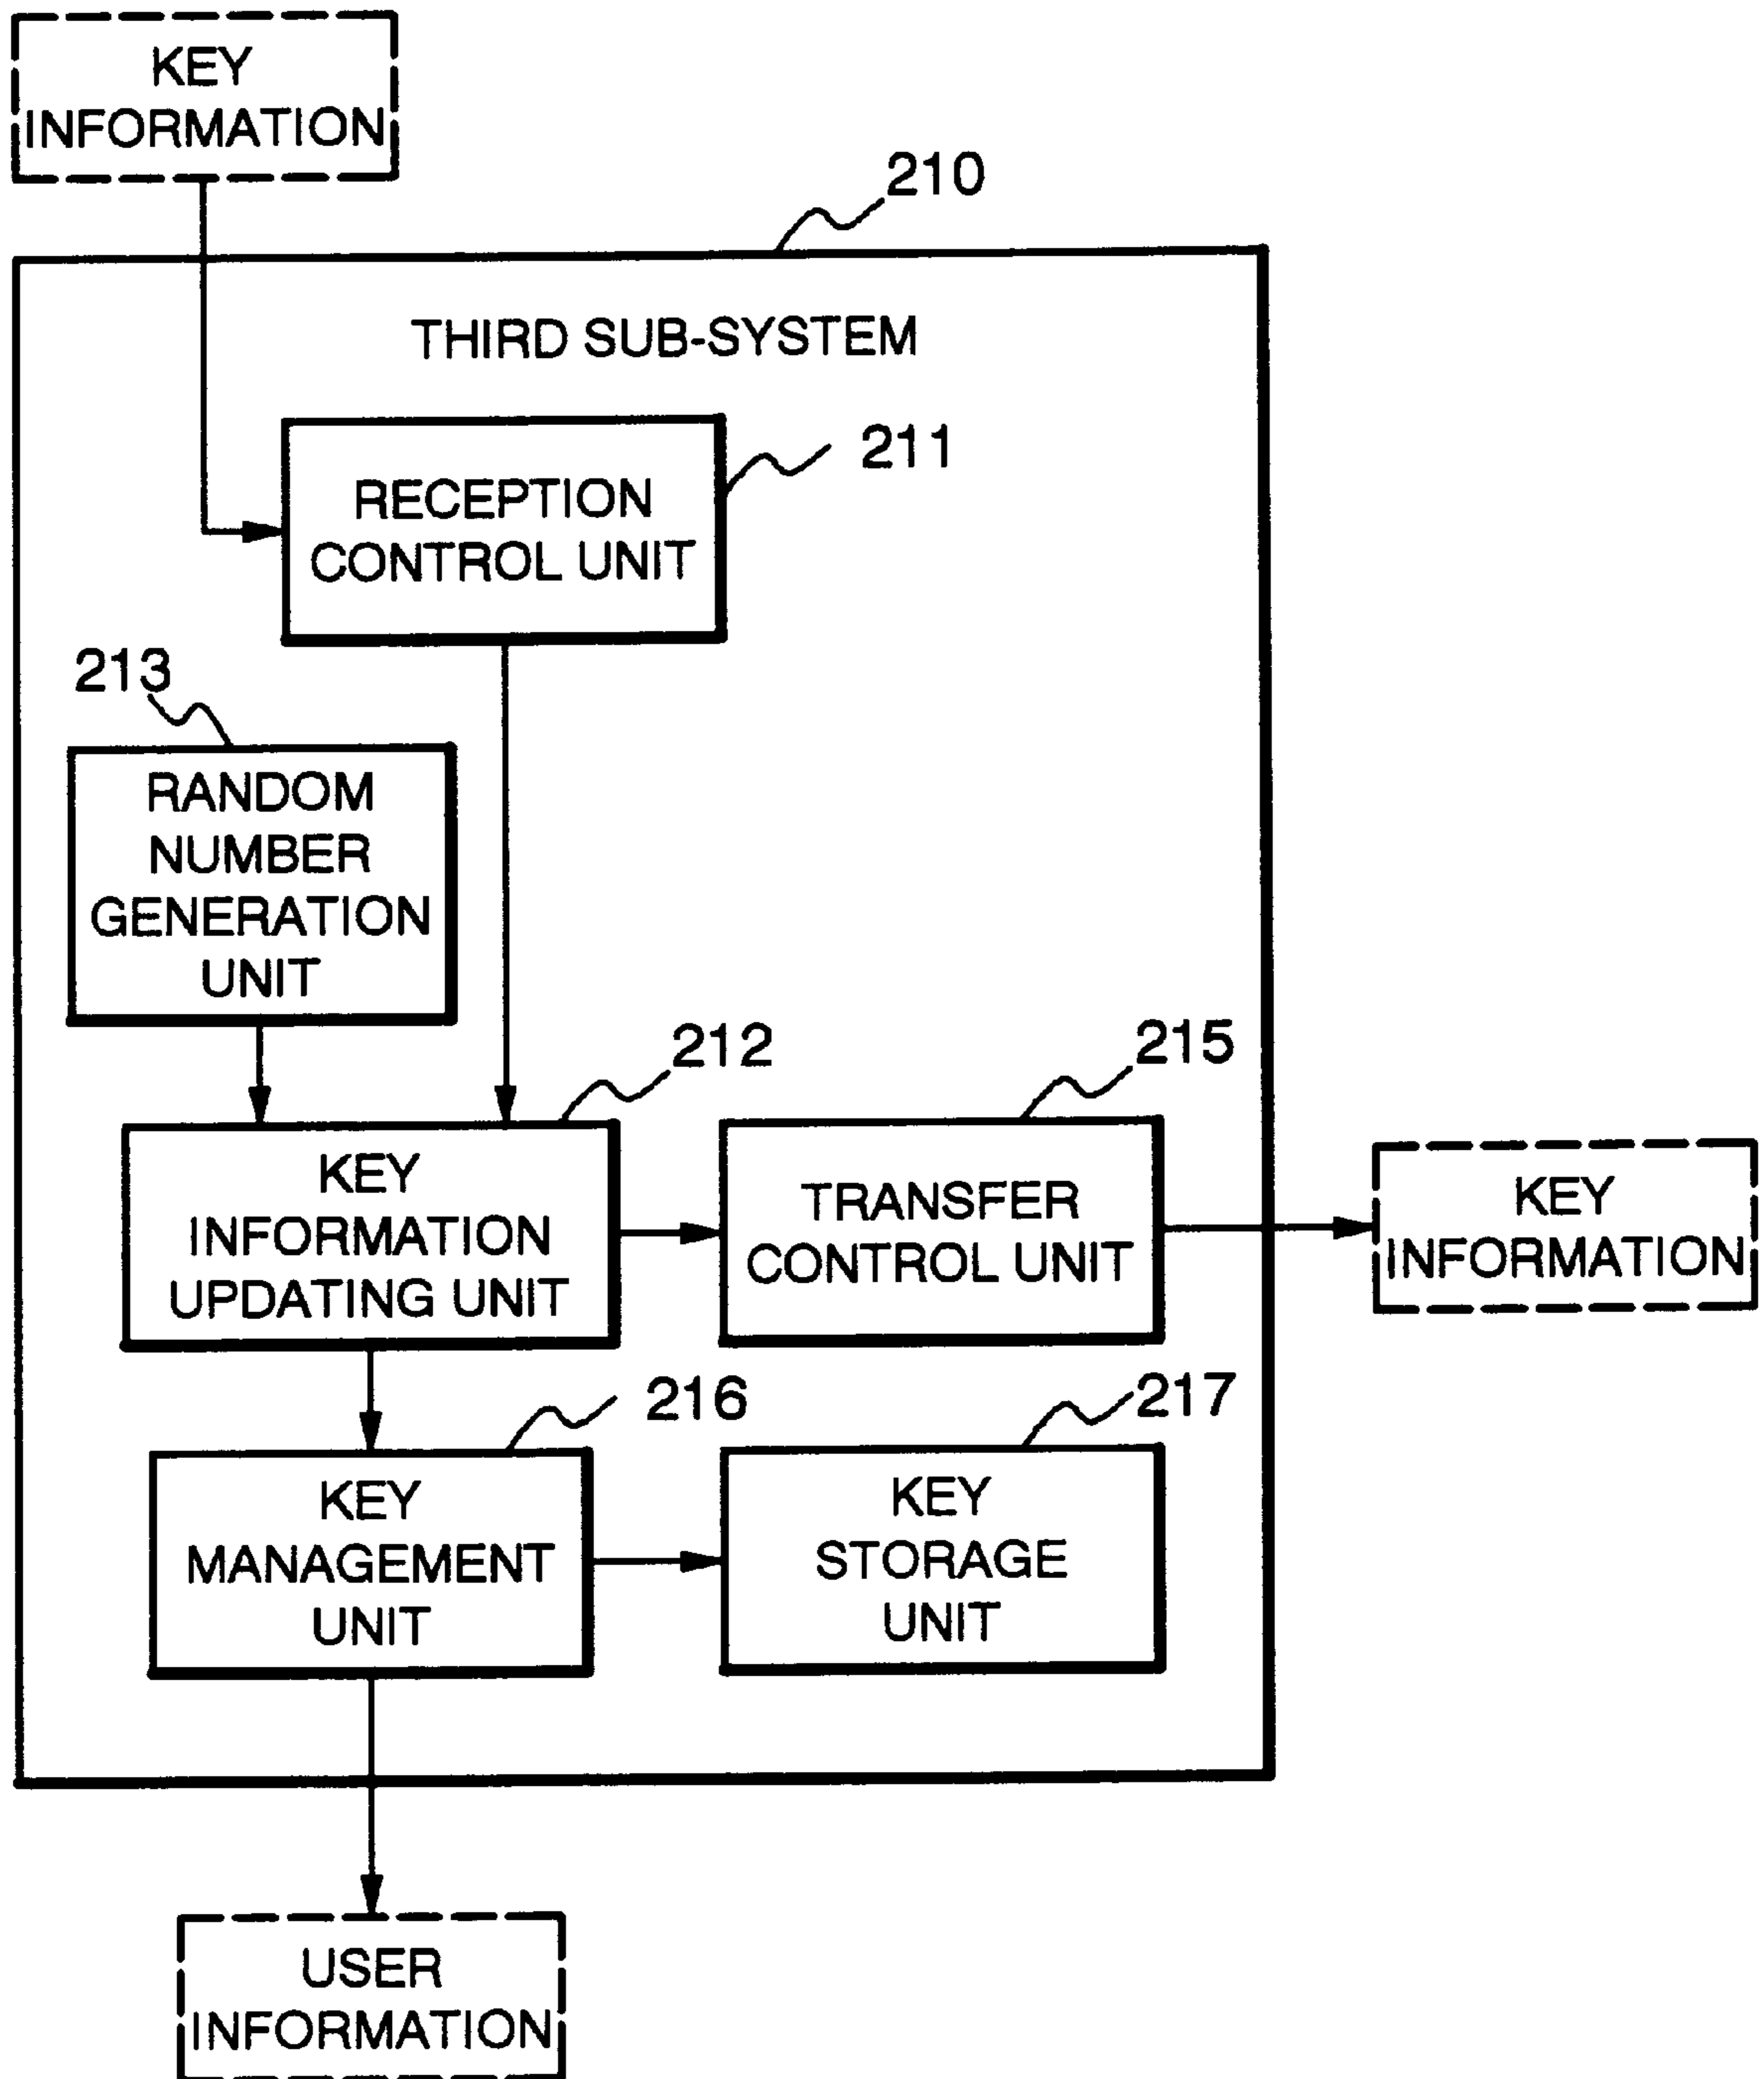 KEY
INFORMATION
210
THIRD SUB-SYSTEM
211
RECEPTION
CONTROL UNIT
213
RANDOM
NUMBER
GENERATION
UNIT
212
215
KEY
INFORMATION
UPDATING UNIT
TRANSFER
CONTROL UNIT
KEY
INFORMATION
216
217
KEY
MANAGEMENT
UNIT
KEY
STORAGE
UNIT
USER
INFORMATION